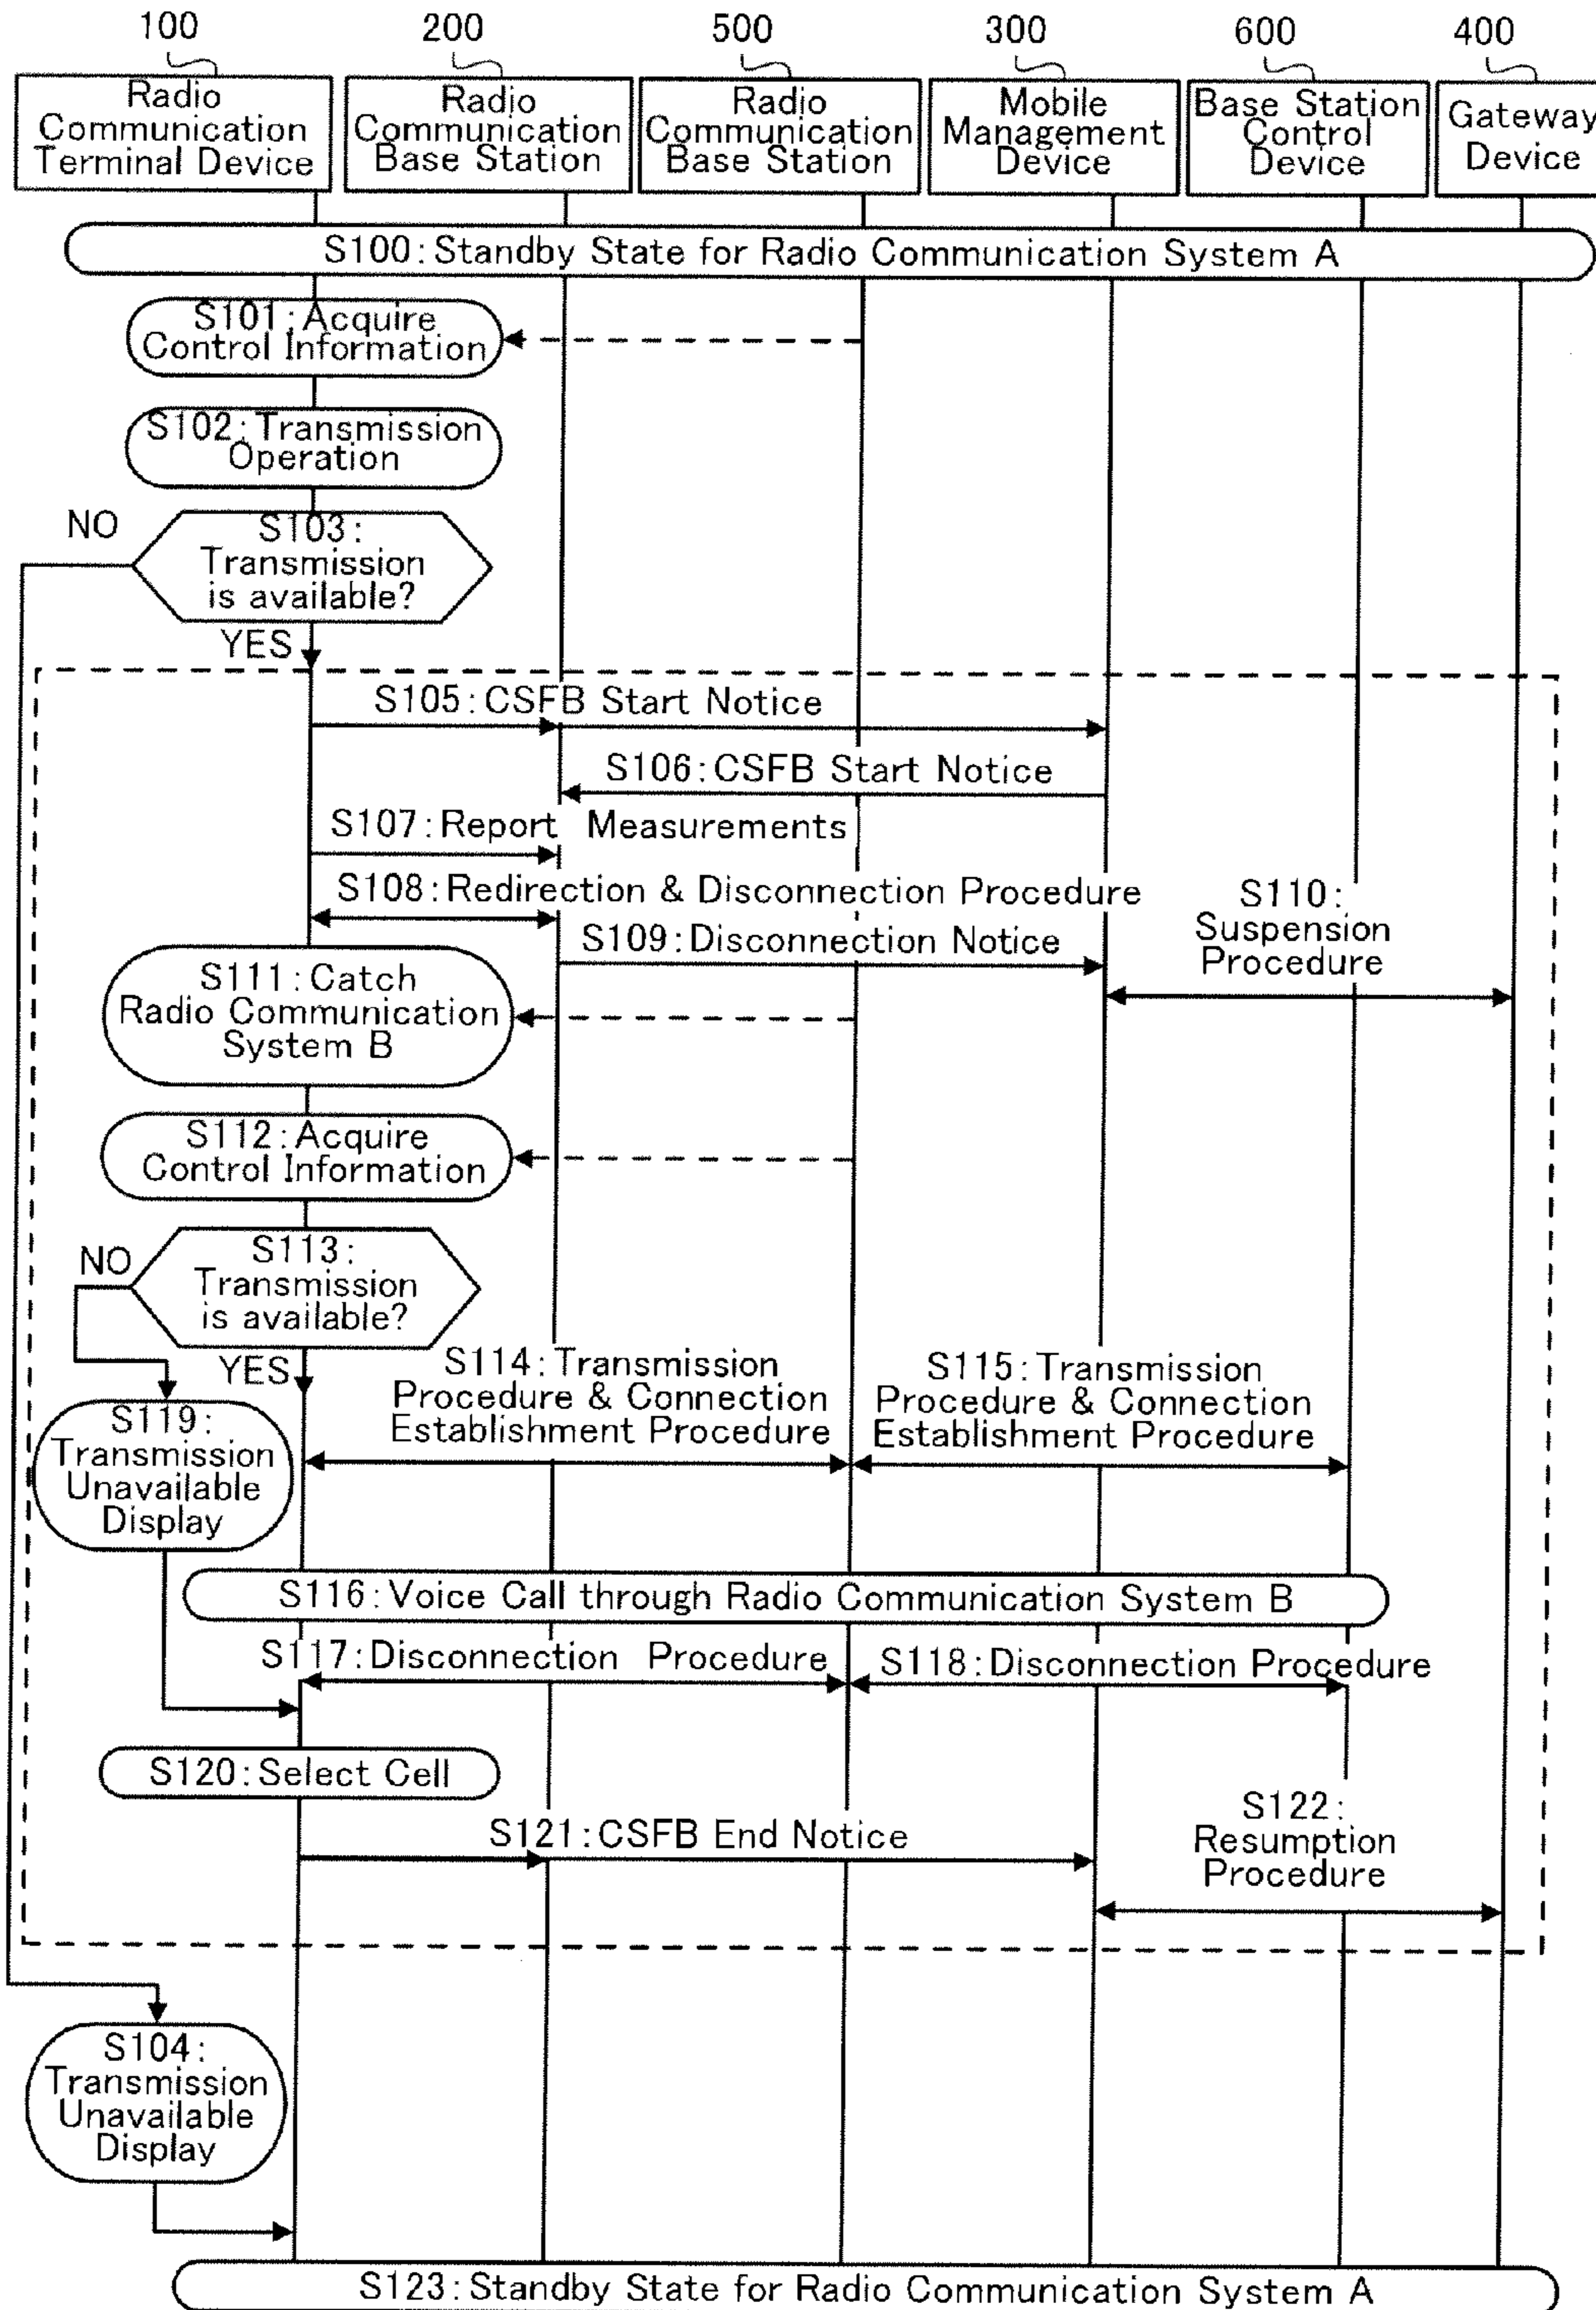 100
200
500
300
600
400
Radio
Communication
Terminal Device
Radio
Communication
Base Station
Radio
Communication
Base Station
Mobile
Management
Device
Base Station
Control
Device
Gateway
Device
S100:Standby State for Radio Communication System A
S101:Acquire
Control Information
S102:Transmission
Operation
NO
S103:
Transmission
is available?
YES
S105:CSFB Start Notice
S106:CSFB Start Notice
S107:Report Measurements
S108:Redirection & Disconnection Procedure
S109:Disconnection Notice
S110:
Suspension
Procedure
S111:Catch
Radio Communication
System B
S112:Acquire
Control Information
NO
S113:
Transmission
is available?
YES
S114:Transmission
Procedure & Connection
Establishment Procedure
S115:Transmission
Procedure & Connection
Establishment Procedure
S119:
Transmission
Unavailable
Display
S116:Voice Call through Radio Communication System B
S117:Disconnection Procedure
S118:Disconnection Procedure
S120:Select Cell
S121:CSFB End Notice
S122:
Resumption
Procedure
S104:
Transmission
Unavailable
Display
S123:Standby State for Radio Communication System A